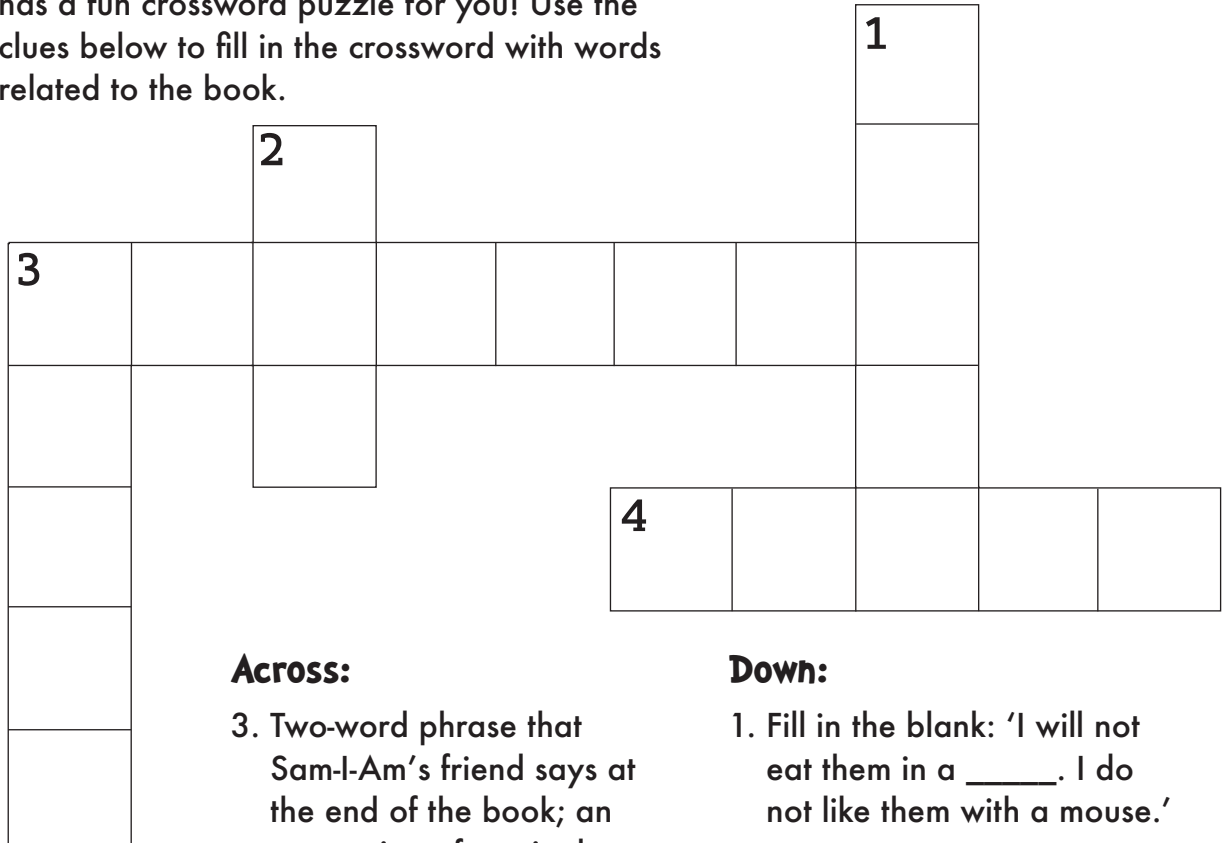 has a fun crossword puzzle for you! Use the
clues below to fill in the crossword with words
related to the book.
1
2
3
4
Across:
3. Two-word phrase that
Sam-I-Am’s friend says at
the end of the book; an
Down:
1. Fill in the blank: ‘I will not
eat them in a _____. I do
not like them with a mouse.’